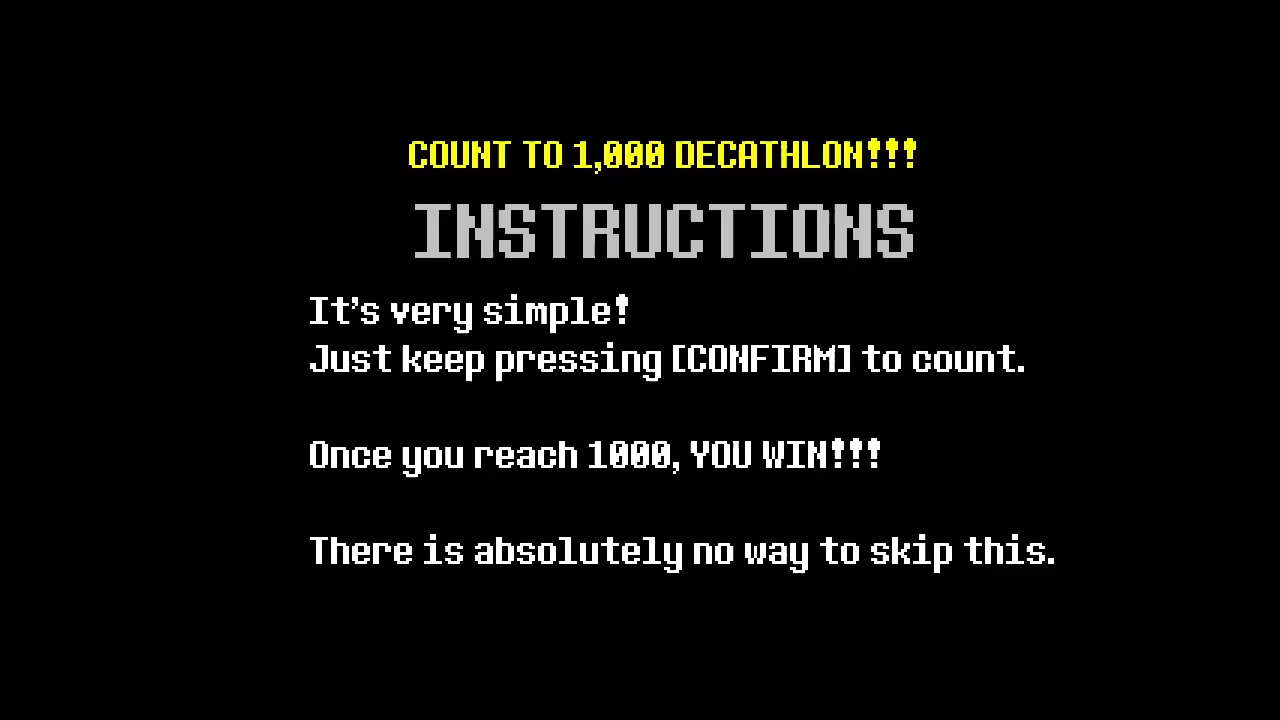 COUNT TO 1,000 DECATHLON!!!
INSTRUCTIONS
It's very simple!
Just keep pressing [CONFIRM] to count.
Once you reach 1000, YOU WIN!!!
There is absolutely no way to skip this.